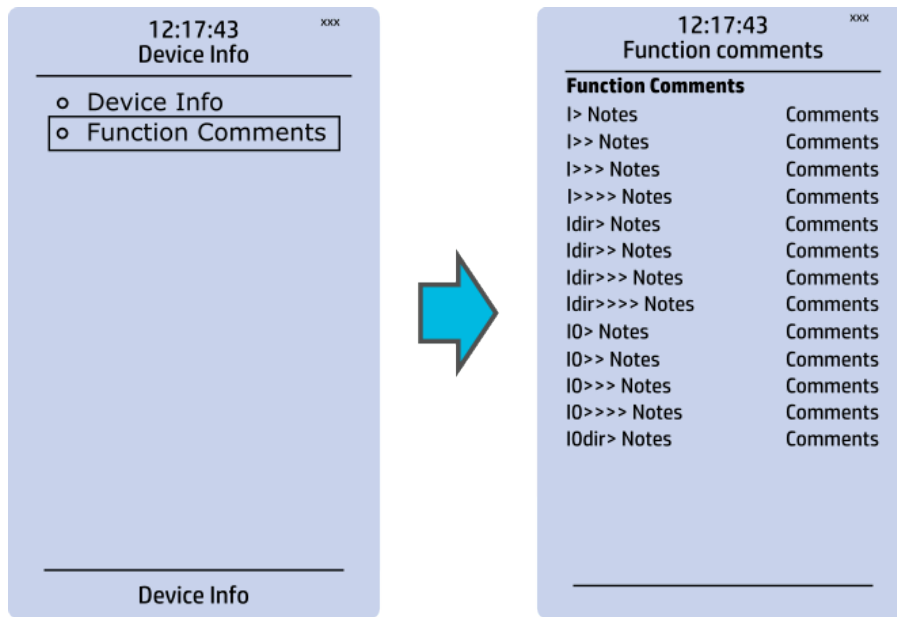 12:17:43 xxx
Device Info
Device Info
Function Comments
Device Info
12:17:43 xxx
Function comments
Function Comments
I> Notes Comments
I>> Notes Comments
I>>> Notes Comments
I>>>> Notes Comments
Idir> Notes Comments
Idir>> Notes Comments
Idir>>> Notes Comments
Idir>>>> Notes Comments
I0> Notes Comments
I0>> Notes Comments
I0>>> Notes Comments
I0>>>> Notes Comments
I0dir> Notes Comments